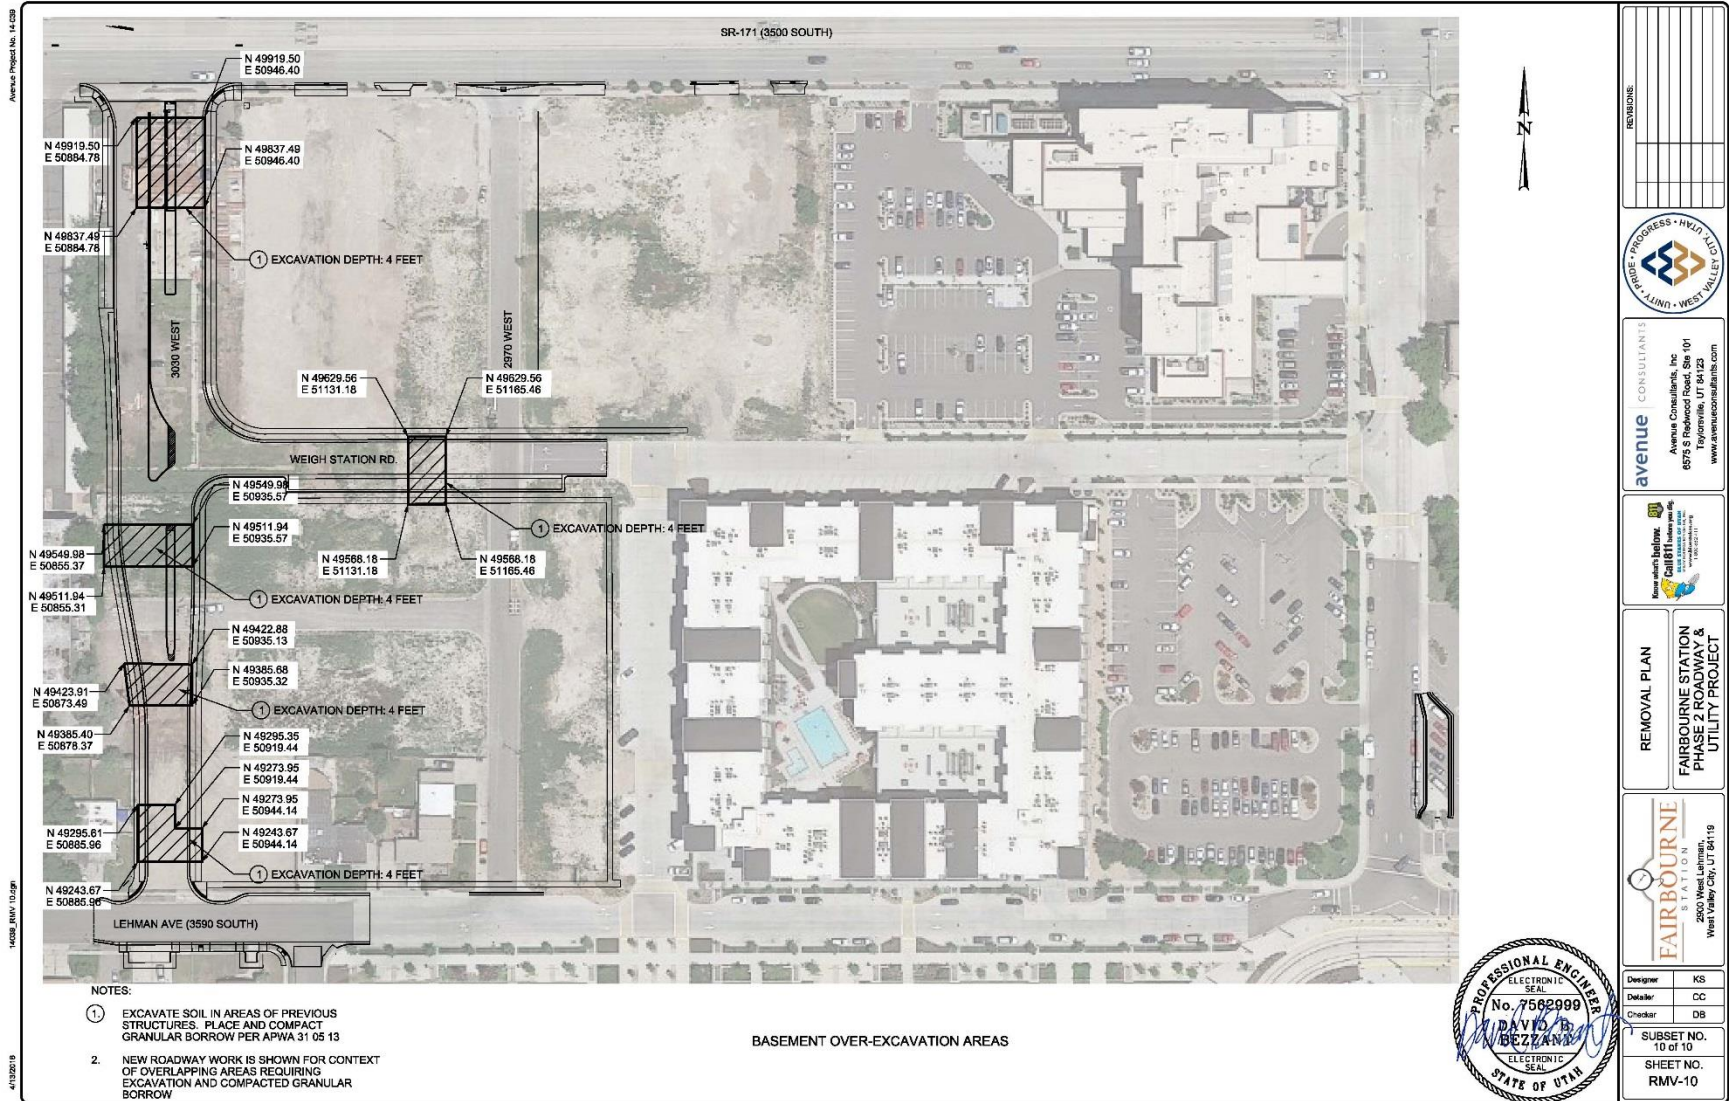 Avenue Project No. 14-039
SR-171 (3500 SOUTH)
N 49919.50
E 50946.40
N 49919.50
E 50884.78
N 49837.49
E 50946.40
N 49837.49
E 50884.78
1 EXCAVATION DEPTH: 4 FEET
3030 WEST
2970 WEST
N 49629.56
E 51131.18
N 49629.56
E 51165.46
WEIGH STATION RD.
N 49549.98
E 50935.57
N 49511.94
E 50935.57
1 EXCAVATION DEPTH: 4 FEET
N 49549.98
E 50855.37
N 49568.18
E 51131.18
N 49568.18
E 51165.46
N 49511.94
E 50855.31
1 EXCAVATION DEPTH: 4 FEET
N 49422.88
E 50935.13
N 49385.68
E 50935.32
N 49423.91
E 50873.49
1 EXCAVATION DEPTH: 4 FEET
N 49385.40
E 50878.37
N 49295.35
E 50919.44
N 49273.95
E 50919.44
N 49273.95
E 50944.14
N 49295.61
E 50885.96
N 49243.67
E 50944.14
1 EXCAVATION DEPTH: 4 FEET
N 49243.67
E 50885.96
LEHMAN AVE (3590 SOUTH)
N
NOTES:
1. EXCAVATE SOIL IN AREAS OF PREVIOUS
STRUCTURES. PLACE AND COMPACT
GRANULAR BORROW PER APWA 31 05 13
2. NEW ROADWAY WORK IS SHOWN FOR CONTEXT
OF OVERLAPPING AREAS REQUIRING
EXCAVATION AND COMPACTED GRANULAR
BORROW
BASEMENT OVER-EXCAVATION AREAS
14039_RMV 10.dgn
4/13/2018
PROFESSIONAL ENGINEER
ELECTRONIC
SEAL
No. 7562999
DAVID B.
BEZZANT
ELECTRONIC
SEAL
STATE OF UTAH
REVISIONS:
UNITY • PRIDE • PROGRESS • WEST VALLEY CITY, UTAH •
avenue CONSULTANTS
Avenue Consultants, Inc
6575 S Redwood Road, Ste 101
Taylorsville, UT 84123
www.avenueconsultants.com
811
Know what's below.
Call 811 before you dig.
BLUE STAKES OF UTAH
REMOVAL PLAN
FAIRBOURNE STATION
PHASE 2 ROADWAY &
UTILITY PROJECT
FAIRBOURNE
STATION
2900 West Lehman,
West Valley City, UT 84119
Designer KS
Detailer CC
Checker DB
SUBSET NO.
10 of 10
SHEET NO.
RMV-10